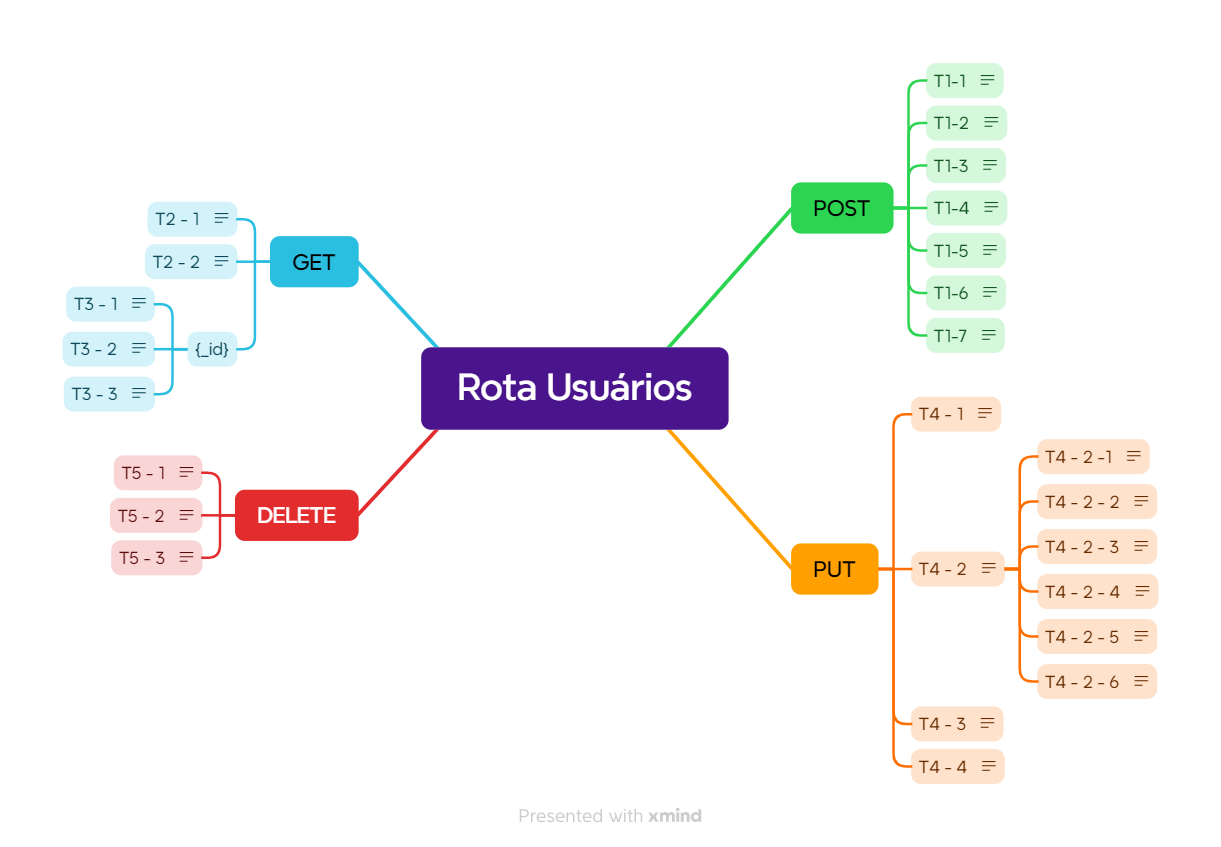 Rota Usuários
POST
T1-1
T1-2
T1-3
T1-4
T1-5
T1-6
T1-7
PUT
T4 - 1
T4 - 2
T4 - 2 -1
T4 - 2 - 2
T4 - 2 - 3
T4 - 2 - 4
T4 - 2 - 5
T4 - 2 - 6
T4 - 3
T4 - 4
GET
T2 - 1
T2 - 2
{_id}
T3 - 1
T3 - 2
T3 - 3
DELETE
T5 - 1
T5 - 2
T5 - 3
Presented with xmind